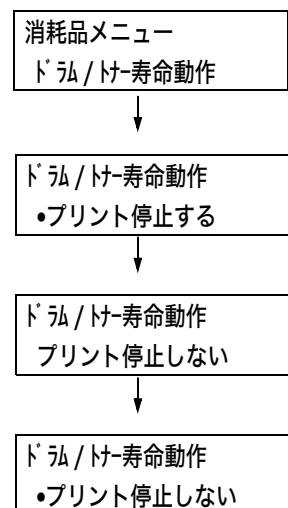 消耗品メニュー
ﾄﾞﾗﾑ / ﾄﾅｰ寿命動作
ﾄﾞﾗﾑ / ﾄﾅｰ寿命動作
•プリント停止する
ﾄﾞﾗﾑ / ﾄﾅｰ寿命動作
プリント停止しない
ﾄﾞﾗﾑ / ﾄﾅｰ寿命動作
•プリント停止しない